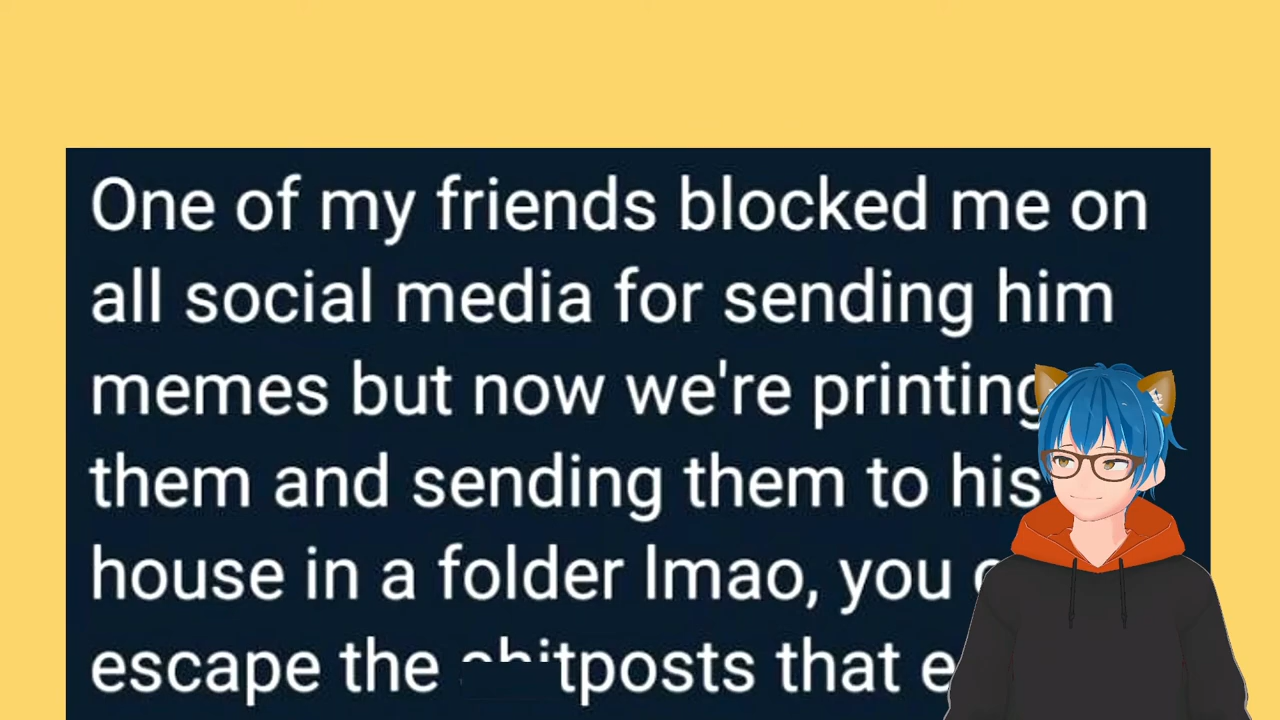 One of my friends blocked me on
all social media for sending him
memes but now we're printing
them and sending them to his
house in a folder lmao, you
escape the that